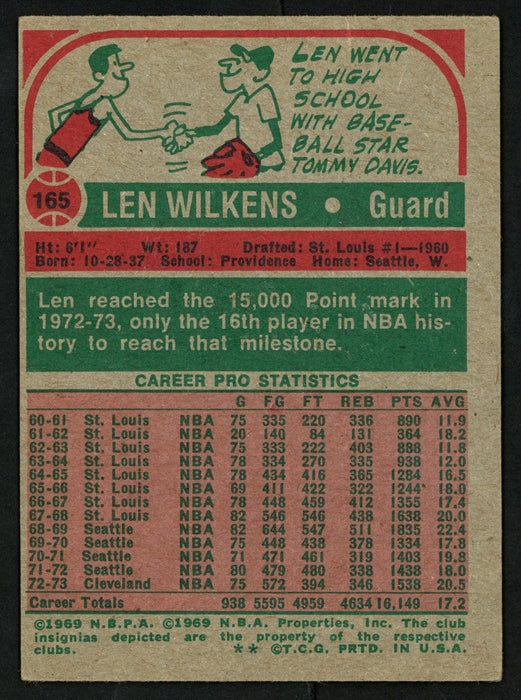 LEN WENT
TO HIGH
SCHOOL
WITH BASE-
BALL STAR
TOMMY DAVIS.
165 LEN WILKENS • Guard
Ht: 6'1" Wt: 187 Drafted: St. Louis #1—1960
Born: 10-28-37 School: Providence Home: Seattle, W.
Len reached the 15,000 Point mark in
1972-73, only the 16th player in NBA his-
tory to reach that milestone.
CAREER PRO STATISTICS
G FG FT REB PTS AVG
60-61 St. Louis NBA 75 335 220 336 890 11.9
61-62 St. Louis NBA 20 140 84 131 364 18.2
62-63 St. Louis NBA 75 333 222 403 888 11.8
63-64 St. Louis NBA 78 334 270 335 938 12.0
64-65 St. Louis NBA 78 434 416 365 1284 16.5
65-66 St. Louis NBA 69 411 422 322 1244 18.0
66-67 St. Louis NBA 78 448 459 412 1355 17.4
67-68 St. Louis NBA 82 546 546 438 1638 20.0
68-69 Seattle NBA 82 644 547 511 1835 22.4
69-70 Seattle NBA 75 448 438 378 1334 17.8
70-71 Seattle NBA 71 471 461 319 1403 19.8
71-72 Seattle NBA 80 479 480 338 1438 18.0
72-73 Cleveland NBA 75 572 394 346 1538 20.5
Career Totals 938 5595 4959 4634 16,149 17.2
©1969 N.B.P.A. ©1969 N.B.A. Properties, Inc. The club
insignias depicted are the property of the respective
clubs. ** ©T.C.G. PRTD. IN U.S.A.